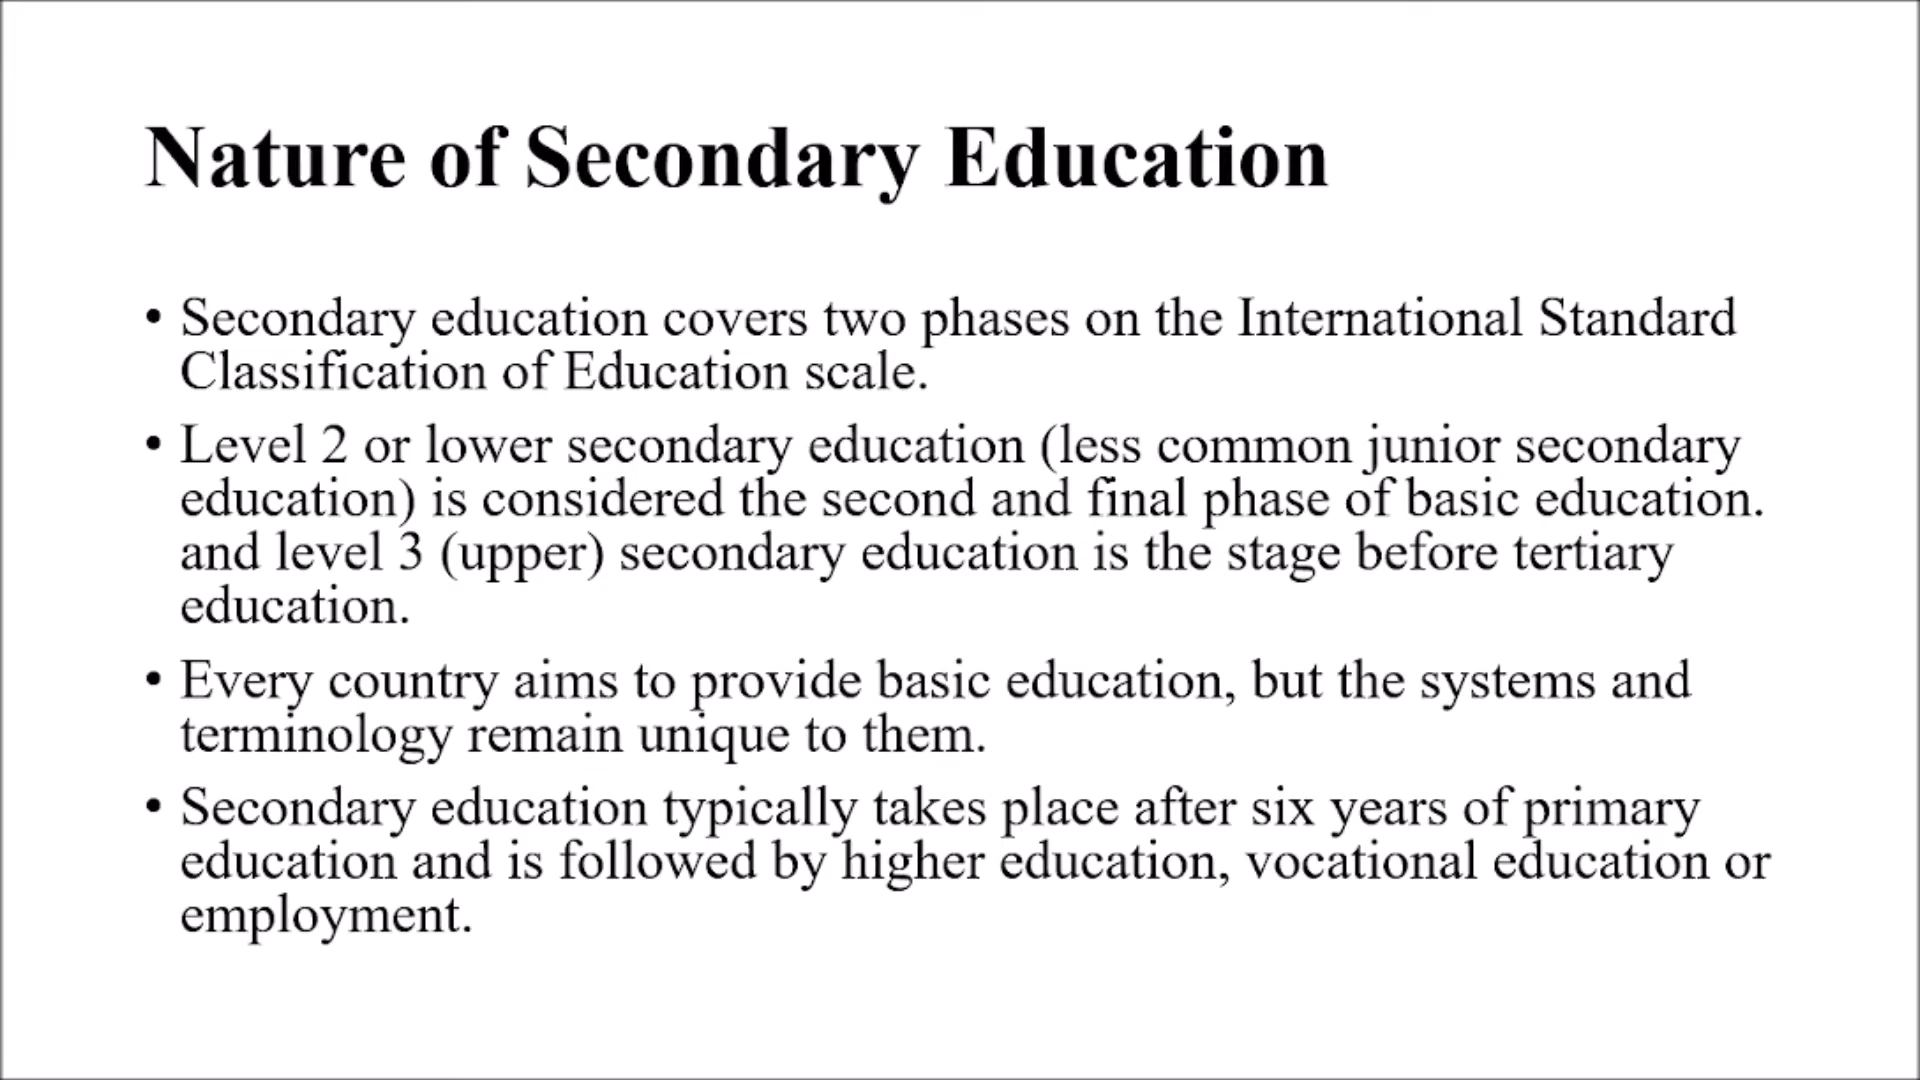 Nature of Secondary Education
• Secondary education covers two phases on the International Standard
Classification of Education scale.
• Level 2 or lower secondary education (less common junior secondary
education) is considered the second and final phase of basic education.
and level 3 (upper) secondary education is the stage before tertiary
education.
• Every country aims to provide basic education, but the systems and
terminology remain unique to them.
• Secondary education typically takes place after six years of primary
education and is followed by higher education, vocational education or
employment.